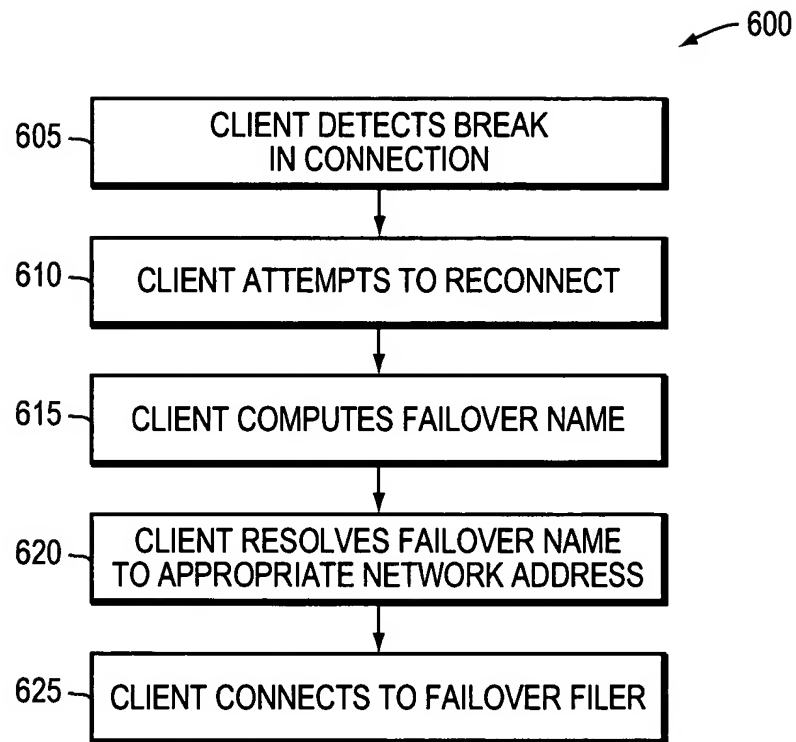 600
605
CLIENT DETECTS BREAK
IN CONNECTION
610
CLIENT ATTEMPTS TO RECONNECT
615
CLIENT COMPUTES FAILOVER NAME
620
CLIENT RESOLVES FAILOVER NAME
TO APPROPRIATE NETWORK ADDRESS
625
CLIENT CONNECTS TO FAILOVER FILER